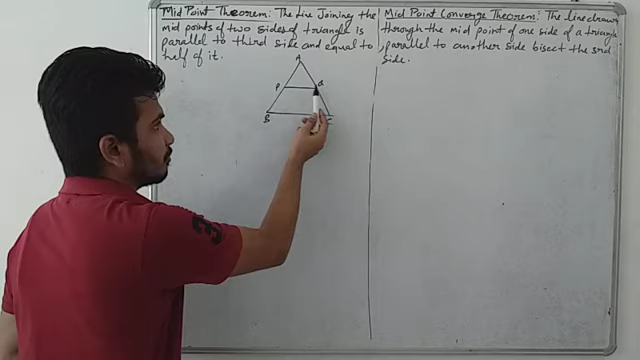 Mid Point Theorem: The Line Joining the
mid points of two sides of triangle is
parallel to third side and equal to
half of it.
A
P Q
B C
Mid Point Converge Theorem: The line drawn
through the mid point of one side of a triangle
parallel to another side bisect the 3rd
side.
3